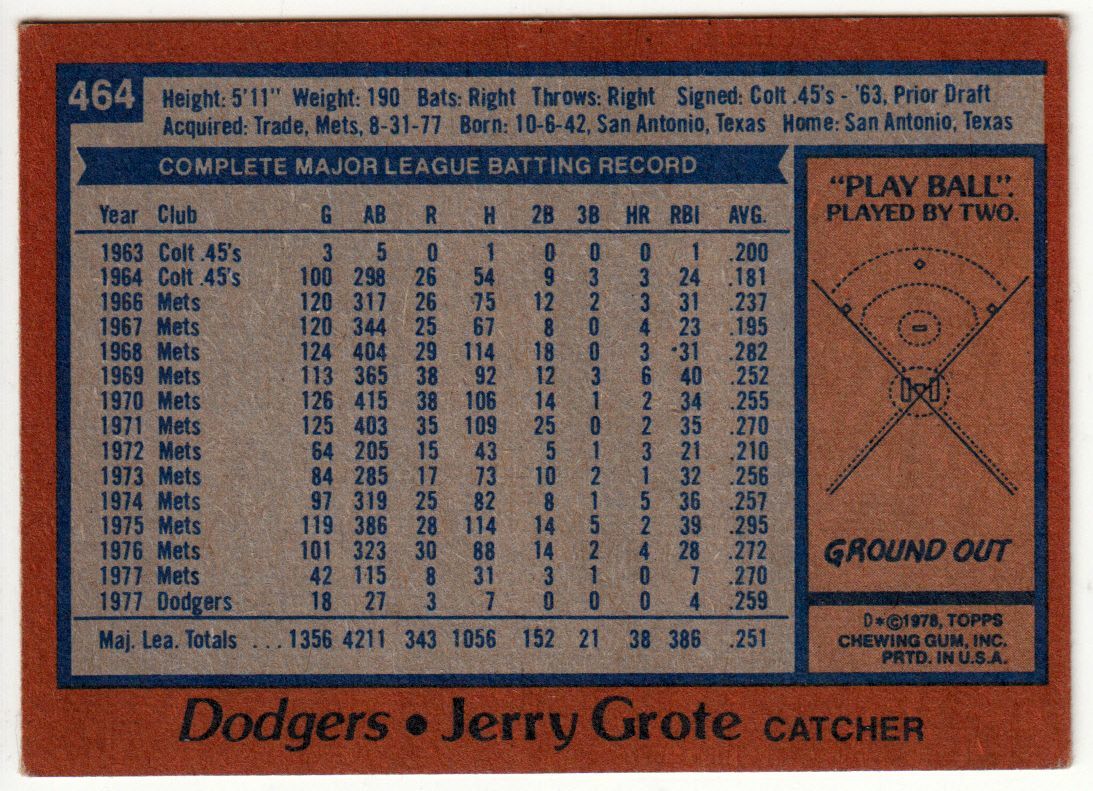 464
Height: 5'11" Weight: 190 Bats: Right Throws: Right Signed: Colt .45's - '63, Prior Draft
Acquired: Trade, Mets, 8-31-77 Born: 10-6-42, San Antonio, Texas Home: San Antonio, Texas
COMPLETE MAJOR LEAGUE BATTING RECORD
Year Club G AB R H 2B 3B HR RBI AVG.
1963 Colt .45's 3 5 0 1 0 0 0 1 .200
1964 Colt .45's 100 298 26 54 9 3 3 24 .181
1966 Mets 120 317 26 75 12 2 3 31 .237
1967 Mets 120 344 25 67 8 0 4 23 .195
1968 Mets 124 404 29 114 18 0 3 31 .282
1969 Mets 113 365 38 92 12 3 6 40 .252
1970 Mets 126 415 38 106 14 1 2 34 .255
1971 Mets 125 403 35 109 25 0 2 35 .270
1972 Mets 64 205 15 43 5 1 3 21 .210
1973 Mets 84 285 17 73 10 2 1 32 .256
1974 Mets 97 319 25 82 8 1 5 36 .257
1975 Mets 119 386 28 114 14 5 2 39 .295
1976 Mets 101 323 30 88 14 2 4 28 .272
1977 Mets 42 115 8 31 3 1 0 7 .270
1977 Dodgers 18 27 3 7 0 0 0 4 .259
Maj. Lea. Totals ... 1356 4211 343 1056 152 21 38 386 .251
"PLAY BALL".
PLAYED BY TWO.
GROUND OUT
D*©1978, TOPPS
CHEWING GUM, INC.
PRTD. IN U.S.A.
Dodgers • Jerry Grote CATCHER